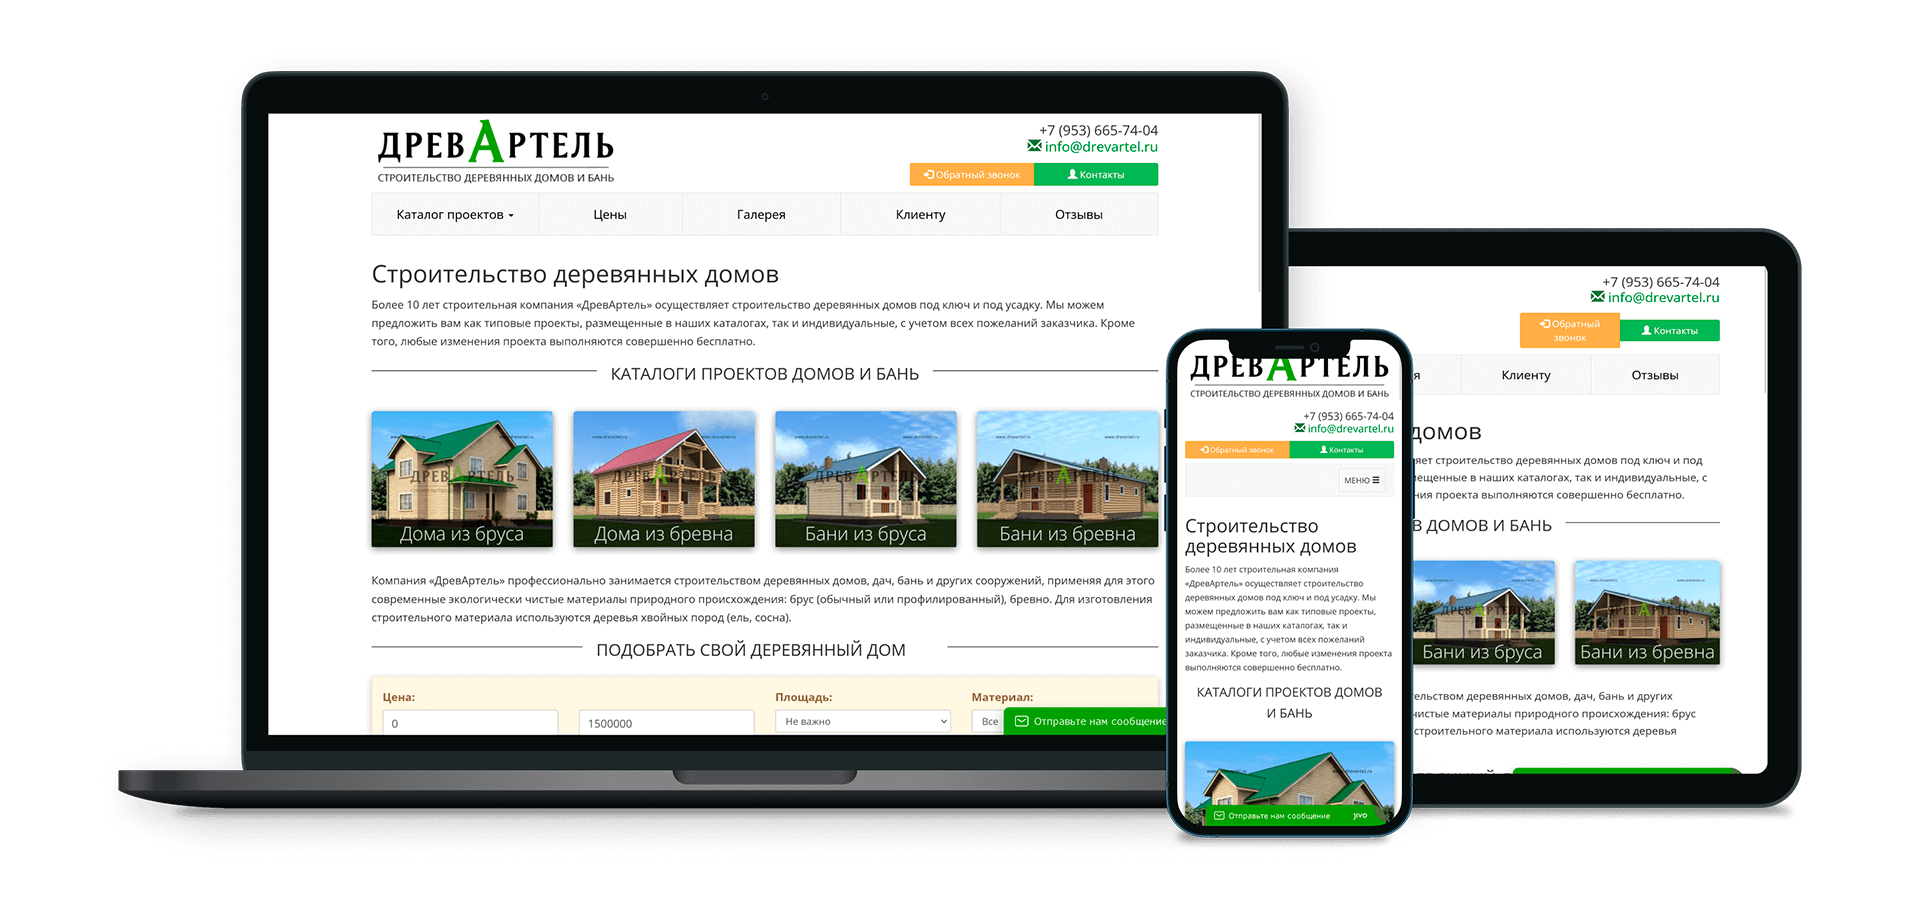 ДРЕВАРТЕЛЬ
СТРОИТЕЛЬСТВО ДЕРЕВЯННЫХ ДОМОВ И БАНЬ
+7 (953) 665-74-04
info@drevartel.ru
Обратный звонок
Контакты
Каталог проектов
Цены
Галерея
Клиенту
Отзывы
Строительство деревянных домов
Более 10 лет строительная компания «ДревАртель» осуществляет строительство деревянных домов под ключ и под усадку. Мы можем
предложить вам как типовые проекты, размещенные в наших каталогах, так и индивидуальные, с учетом всех пожеланий заказчика. Кроме
того, любые изменения проекта выполняются совершенно бесплатно.
КАТАЛОГИ ПРОЕКТОВ ДОМОВ И БАНЬ
Дома из бруса
Дома из бревна
Бани из бруса
Бани из бревна
Компания «ДревАртель» профессионально занимается строительством деревянных домов, дач, бань и других сооружений, применяя для этого
современные экологически чистые материалы природного происхождения: брус (обычный или профилированный), бревно. Для изготовления
строительного материала используются деревья хвойных пород (ель, сосна).
ПОДОБРАТЬ СВОЙ ДЕРЕВЯННЫЙ ДОМ
Цена:
Площадь:
Материал:
0
1500000
Не важно
Все
Отправьте нам сообщение
ДРЕВАРТЕЛЬ
СТРОИТЕЛЬСТВО ДЕРЕВЯННЫХ ДОМОВ И БАНЬ
+7 (953) 665-74-04
info@drevartel.ru
Обратный звонок
Контакты
МЕНЮ
Строительство
деревянных домов
Более 10 лет строительная компания
«ДревАртель» осуществляет строительство
деревянных домов под ключ и под усадку. Мы
можем предложить вам как типовые проекты,
размещенные в наших каталогах, так и
индивидуальные, с учетом всех пожеланий
заказчика. Кроме того, любые изменения проекта
выполняются совершенно бесплатно.
КАТАЛОГИ ПРОЕКТОВ ДОМОВ
И БАНЬ
Отправьте нам сообщение
jivo
+7 (953) 665-74-04
info@drevartel.ru
Обратный
звонок
Контакты
я
Клиенту
Отзывы
домов
яет строительство деревянных домов под ключ и под
мещенные в наших каталогах, так и индивидуальные, с
ния проекта выполняются совершенно бесплатно.
В ДОМОВ И БАНЬ
Бани из бруса
Бани из бревна
ельством деревянных домов, дач, бань и других
чистые материалы природного происхождения: брус
строительного материала используются деревья